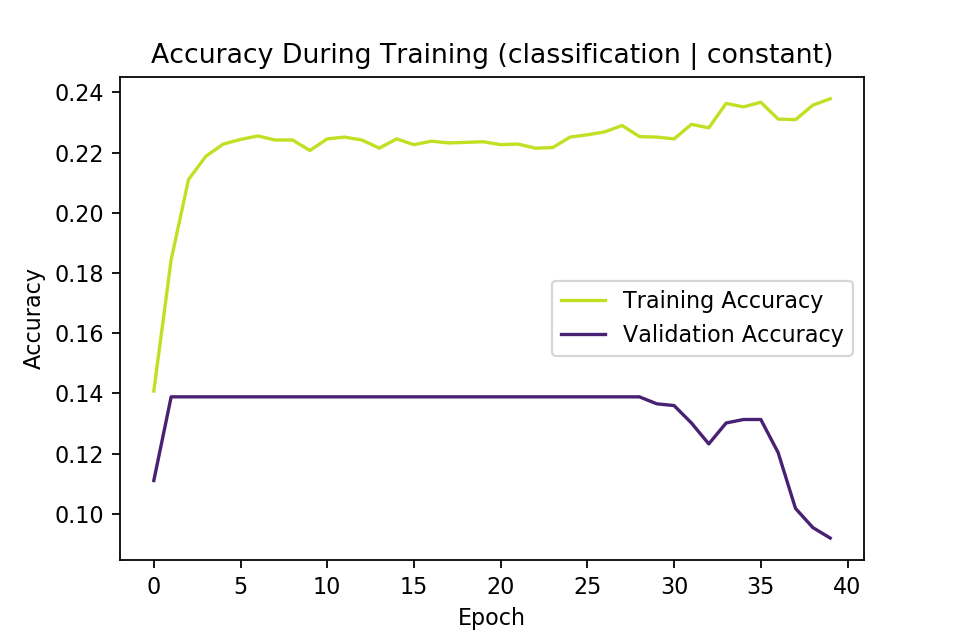 Accuracy During Training (classification | constant)
0.24
0.22
0.20
0.18
0.16
0.14
0.12
0.10
Accuracy
Training Accuracy
Validation Accuracy
0 5 10 15 20 25 30 35 40
Epoch